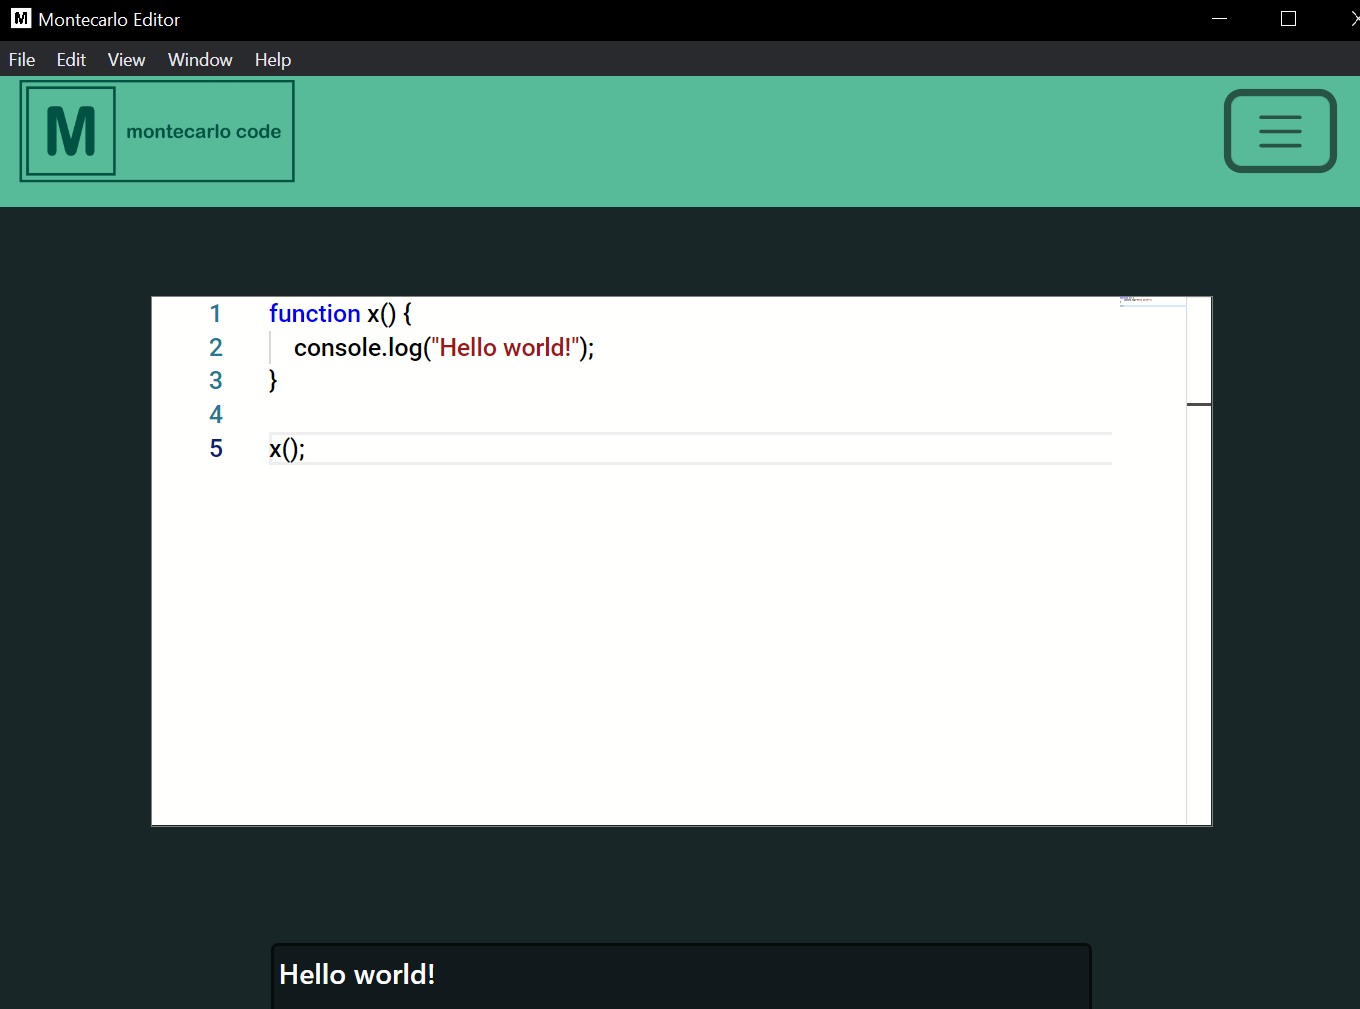 M Montecarlo Editor
File Edit View Window Help
M montecarlo code
1 function x() {
2 console.log("Hello world!");
3 }
4
5 x();
Hello world!